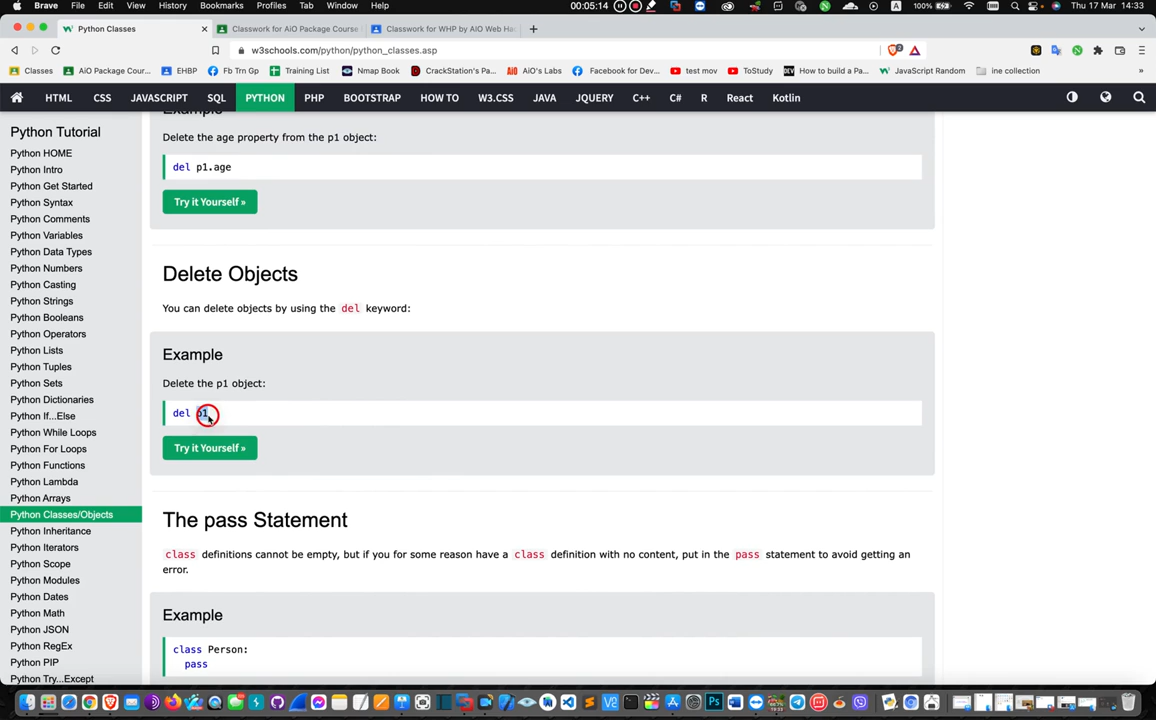 Brave File Edit View History Bookmarks Profiles Tab Window Help 00:05:14 100% Thu 17 Mar 14:33
Python Classes Classwork for AiO Package Course Classwork for WHP by AIO Web Ha
w3schools.com/python/python_classes.asp
Classes AiO Package Cour... EHBP Fb Trn Gp Training List Nmap Book CrackStation's Pa... AIO AiO's Labs Facebook for Dev... test mov ToStudy How to build a Pa... JavaScript Random ine collection »
HTML CSS JAVASCRIPT SQL PYTHON PHP BOOTSTRAP HOW TO W3.CSS JAVA JQUERY C++ C# R React Kotlin
Python Tutorial
Python HOME
Python Intro
Python Get Started
Python Syntax
Python Comments
Python Variables
Python Data Types
Python Numbers
Python Casting
Python Strings
Python Booleans
Python Operators
Python Lists
Python Tuples
Python Sets
Python Dictionaries
Python If...Else
Python While Loops
Python For Loops
Python Functions
Python Lambda
Python Arrays
Python Classes/Objects
Python Inheritance
Python Iterators
Python Scope
Python Modules
Python Dates
Python Math
Python JSON
Python RegEx
Python PIP
Python Try...Except
Example
Delete the age property from the p1 object:
del p1.age
Try it Yourself »
Delete Objects
You can delete objects by using the del keyword:
Example
Delete the p1 object:
del p1
Try it Yourself »
The pass Statement
class definitions cannot be empty, but if you for some reason have a class definition with no content, put in the pass statement to avoid getting an
error.
Example
class Person:
pass